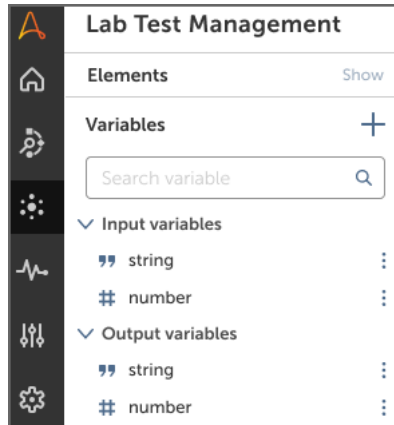 Lab Test Management
Elements Show
Variables
Search variable
Input variables
string
number
Output variables
string
number